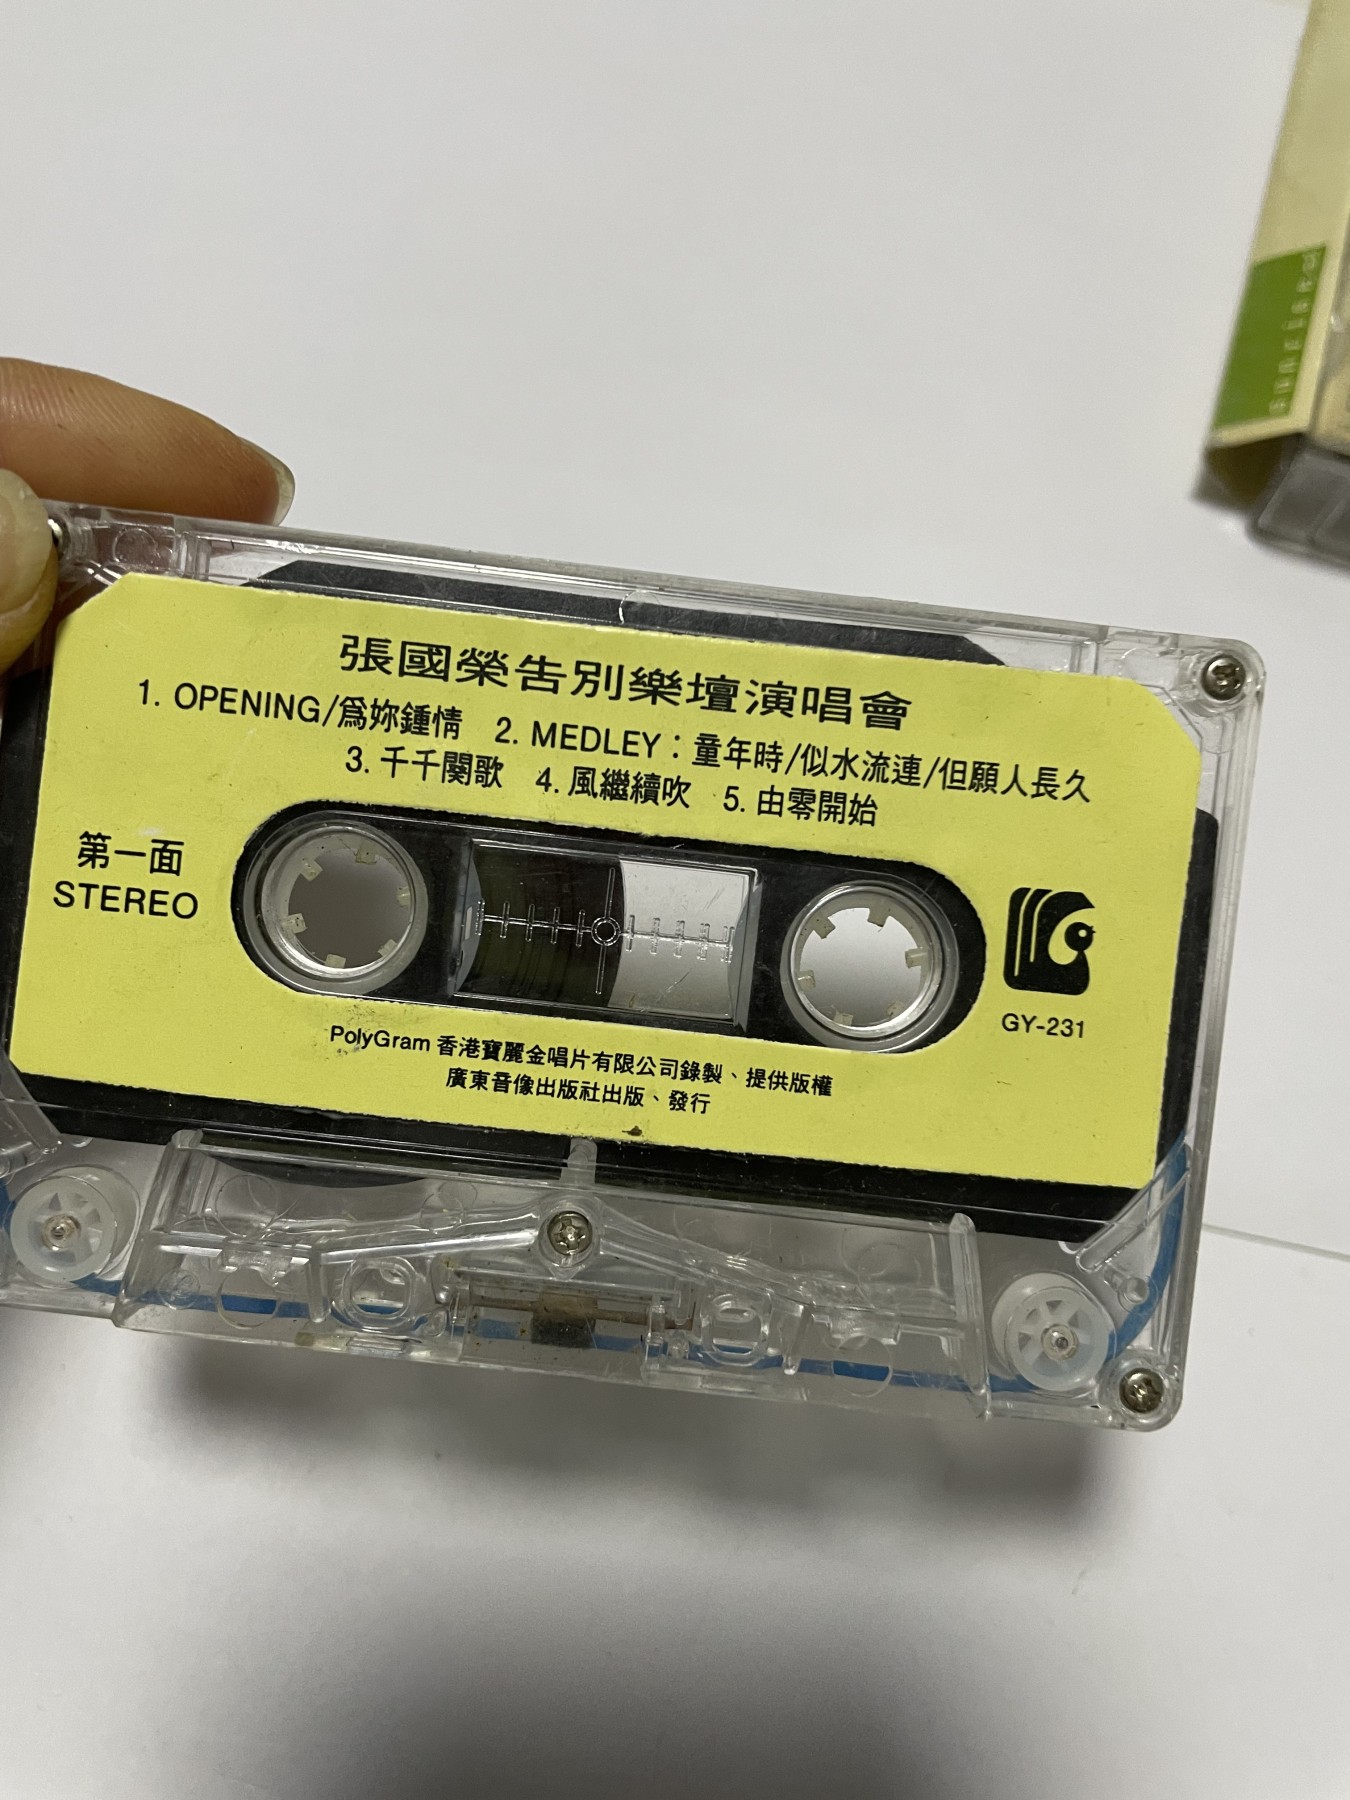 張國榮告別樂壇演唱會
1. OPENING/爲妳鍾情 2. MEDLEY：童年時/似水流連/但願人長久
3. 千千闋歌 4. 風繼續吹 5. 由零開始
第一面
STEREO
GY-231
PolyGram 香港寶麗金唱片有限公司錄製、提供版權
廣東音像出版社出版、發行